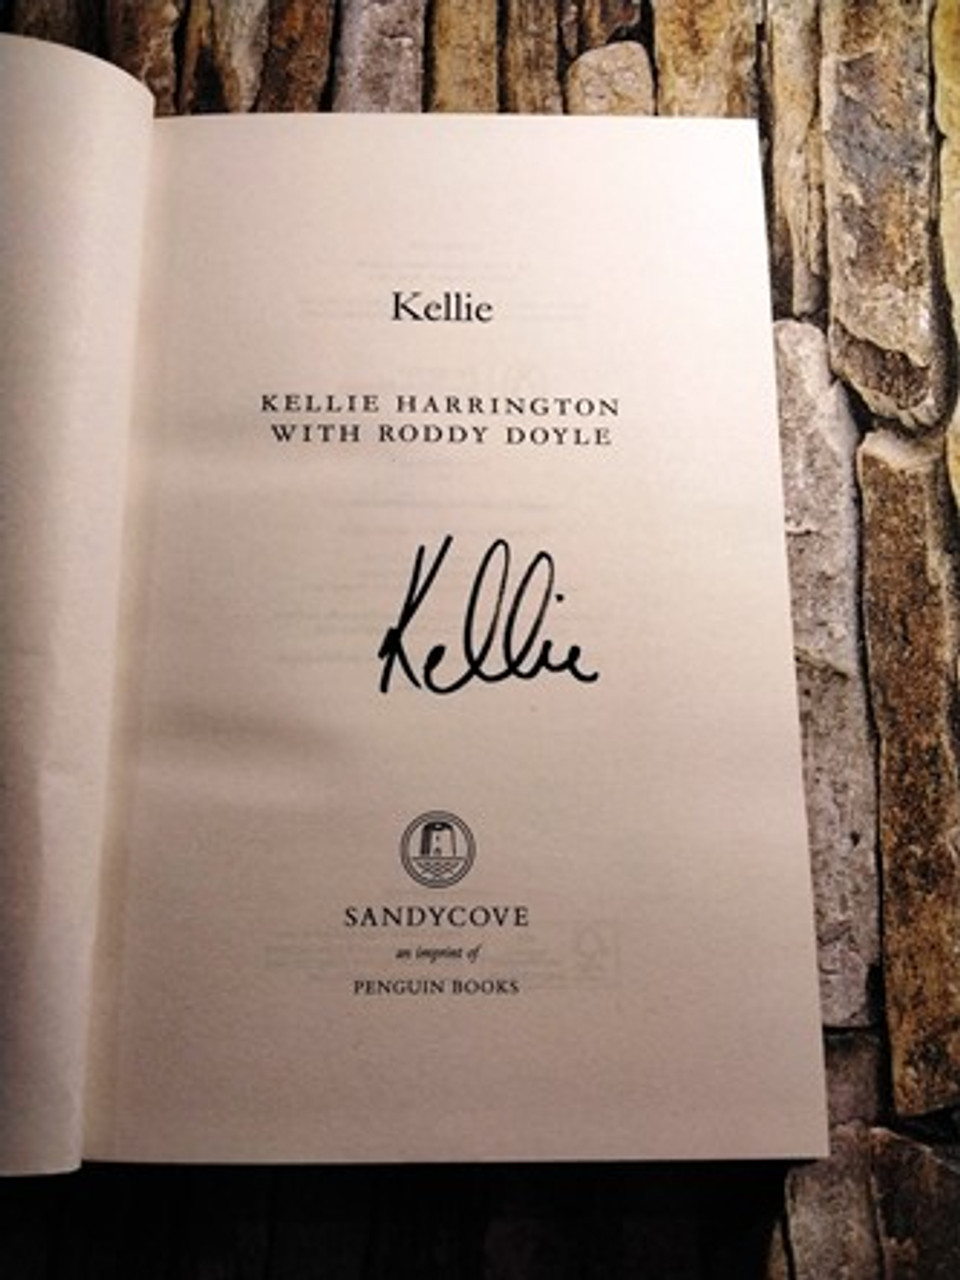 Kellie
KELLIE HARRINGTON
WITH RODDY DOYLE
Kellie
SANDYCOVE
an imprint of
PENGUIN BOOKS